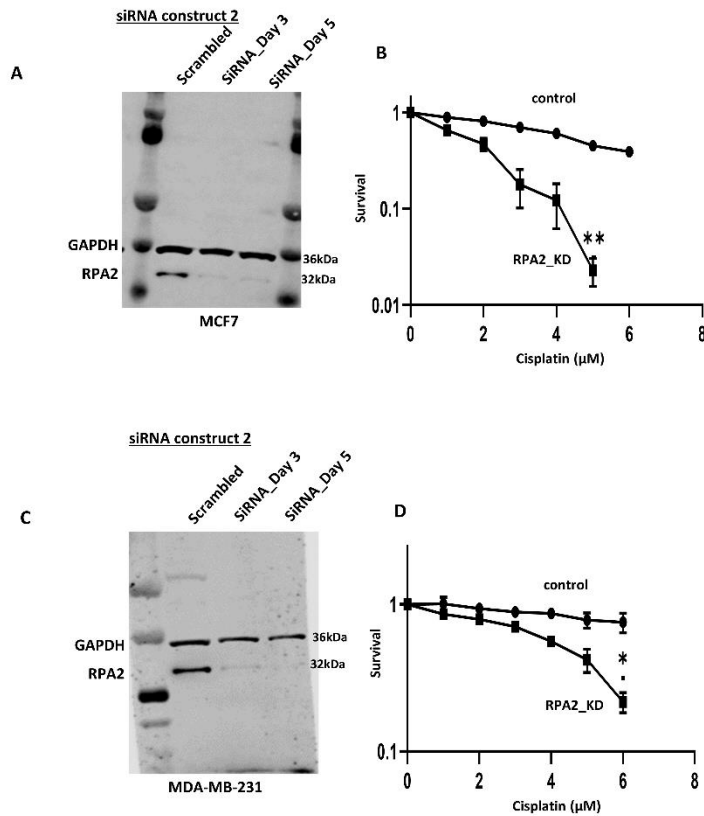 siRNA construct 2
A
Scrambled
SiRNA_Day 3
SiRNA_Day 5
GAPDH
RPA2
36kDa
32kDa
MCF7
B
control
1
0.1
0.01
Survival
**
RPA2_KD
0 2 4 6 8
Cisplatin (µM)
siRNA construct 2
C
Scrambled
SiRNA_Day 3
SiRNA_Day 5
GAPDH
RPA2
36kDa
32kDa
MDA-MB-231
D
control
1
0.1
Survival
*
RPA2_KD
0 2 4 6 8
Cisplatin (µM)